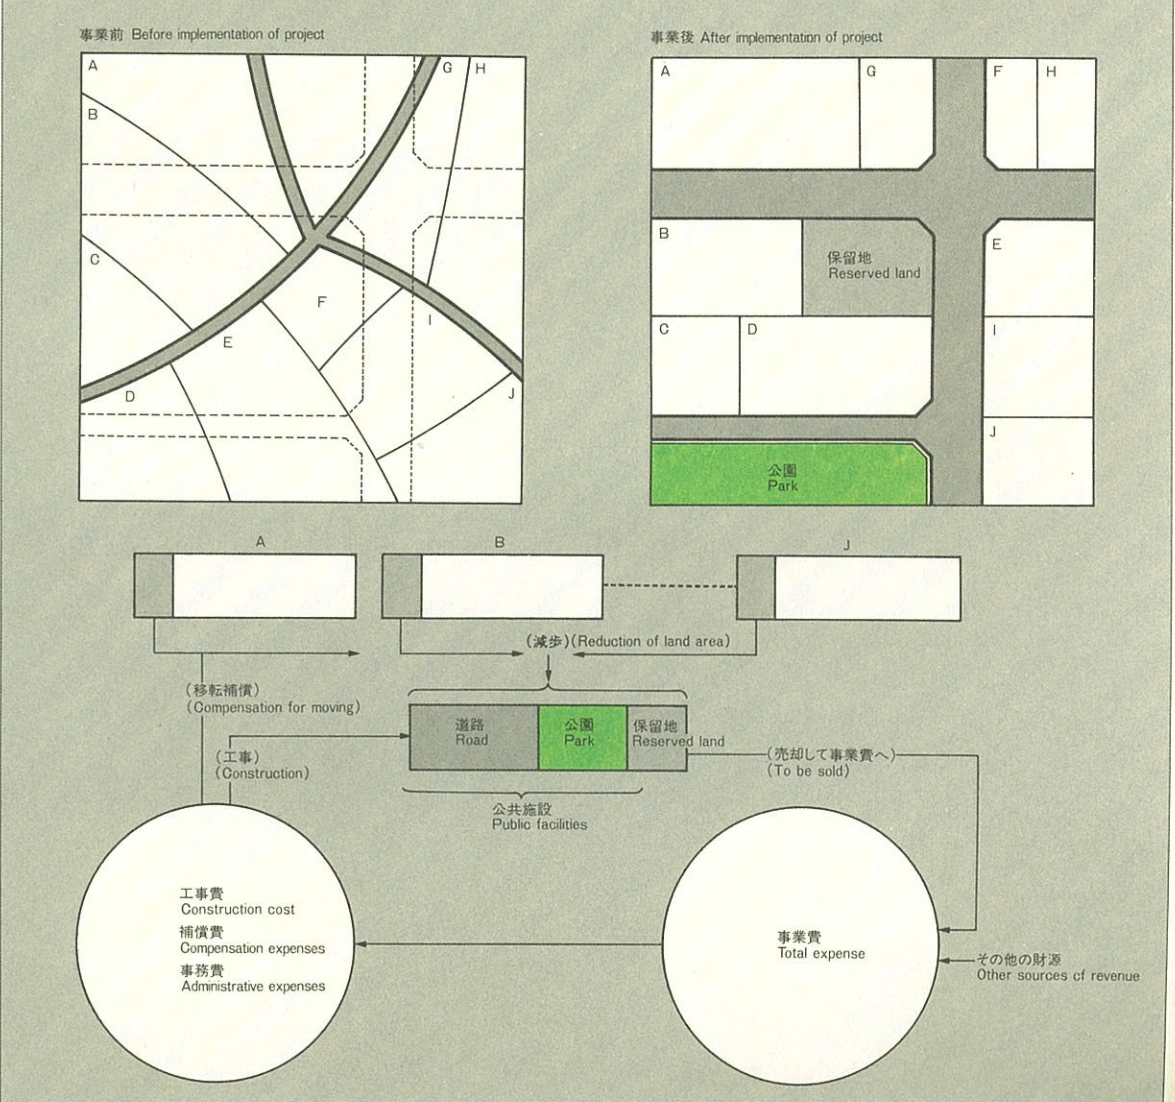 事業前 Before implementation of project
A
B
C
D
E
F
G
H
I
J
事業後 After implementation of project
A
G
F
H
B
保留地
Reserved land
E
C
D
I
J
公園
Park
A
B
J
(減歩)(Reduction of land area)
(移転補償)
(Compensation for moving)
(工事)
(Construction)
道路
Road
公園
Park
保留地
Reserved land
(売却して事業費へ)
(To be sold)
公共施設
Public facilities
工事費
Construction cost
補償費
Compensation expenses
事務費
Administrative expenses
事業費
Total expense
その他の財源
Other sources cf revenue